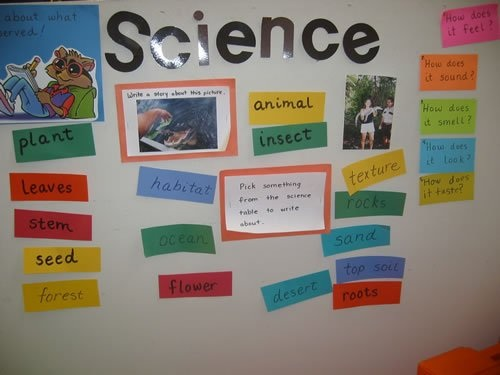 about what
served!
Science
"How does
it feel?
"How does
it sound?
"How does
it smell?
"How does
it look?
"How does
it taste?
Write a story about this picture.
animal
insect
plant
leaves
stem
seed
forest
habitat
ocean
flower
Pick something
from the science
table to write
about.
texture
rocks
sand
top soil
desert
roots